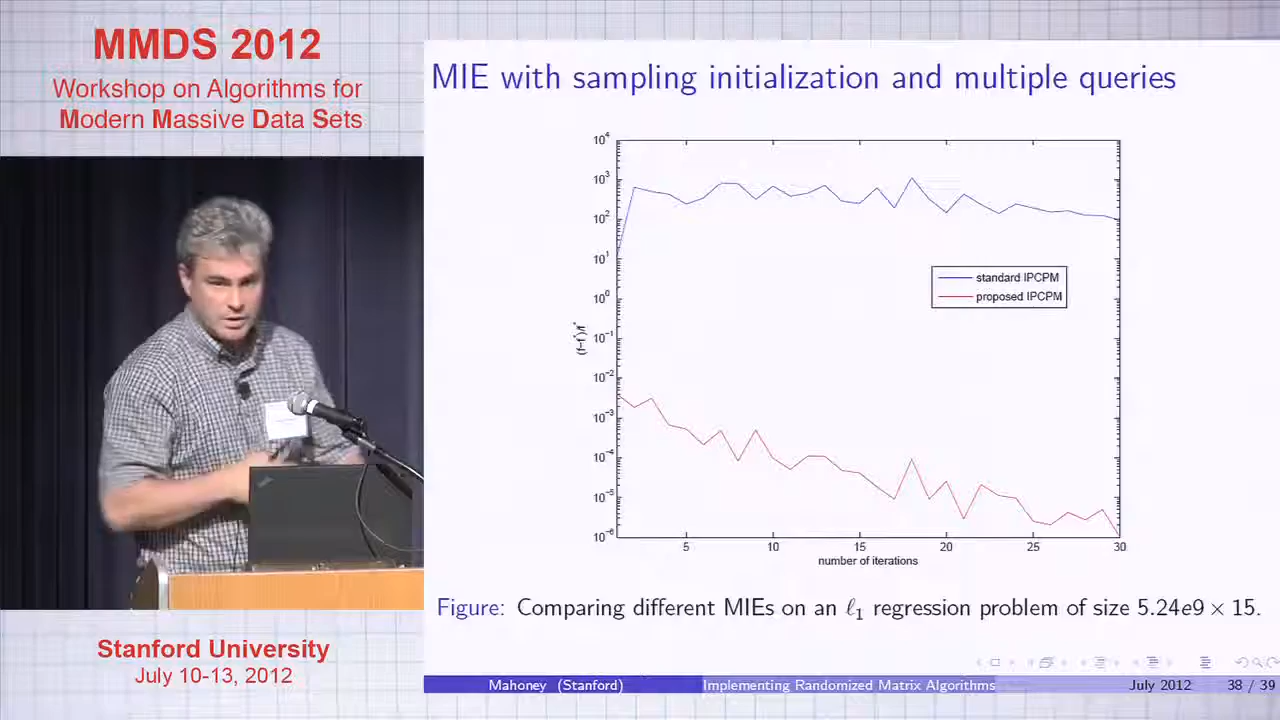 MMDS 2012
Workshop on Algorithms for
Modern Massive Data Sets
MIE with sampling initialization and multiple queries
10⁴
10³
10²
10¹
10⁰
10⁻¹
10⁻²
10⁻³
10⁻⁴
10⁻⁵
10⁻⁶
(f−f*)/f*
standard IPCPM
proposed IPCPM
5 10 15 20 25 30
number of iterations
Figure: Comparing different MIEs on an ℓ₁ regression problem of size 5.24e9 × 15.
Stanford University
July 10-13, 2012
Mahoney (Stanford) Implementing Randomized Matrix Algorithms July 2012 38 / 39